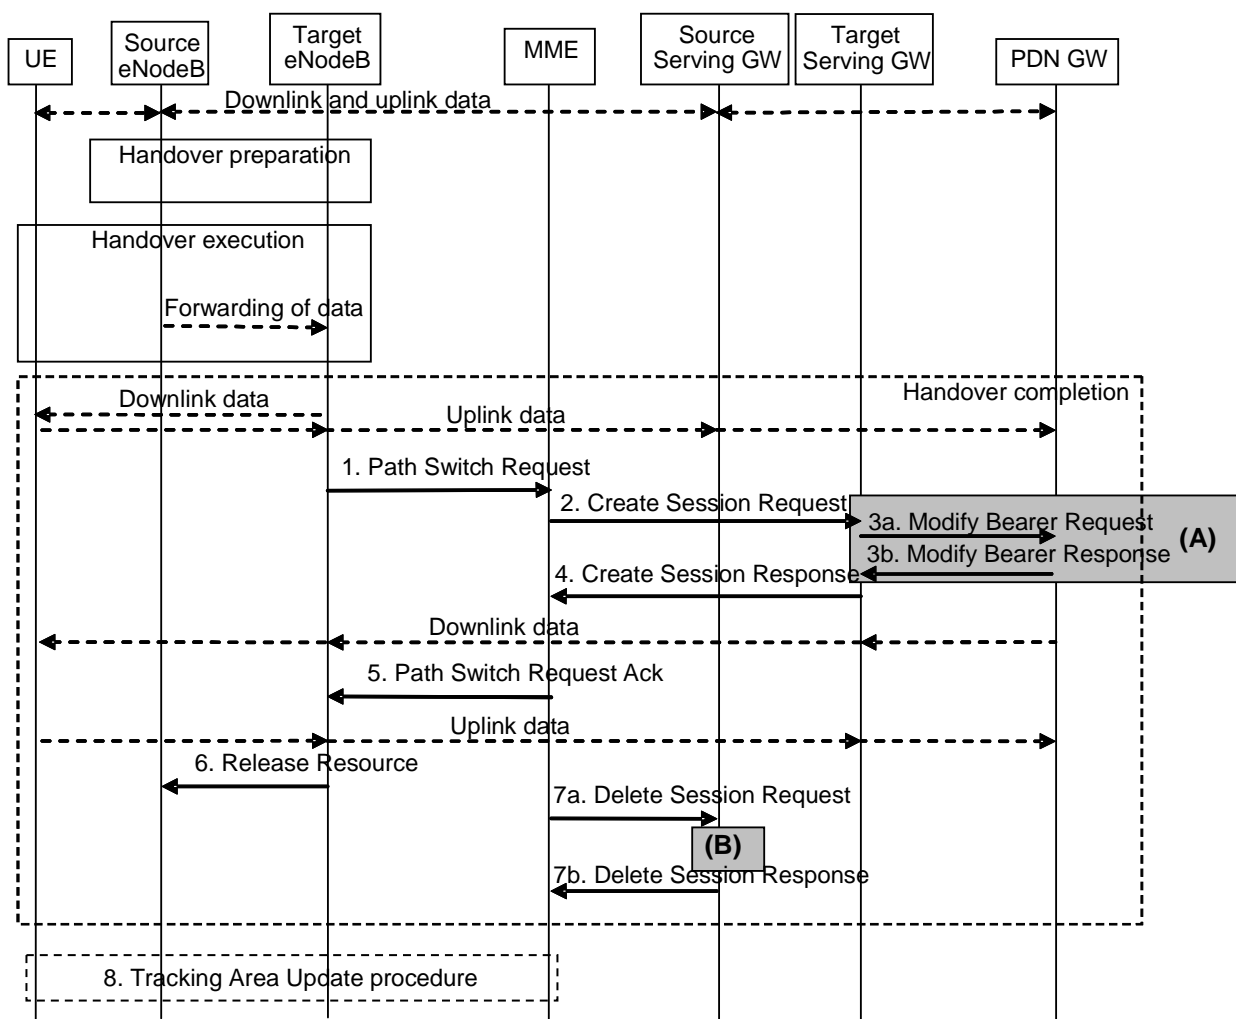 UE
Source
eNodeB
Target
eNodeB
MME
Source
Serving GW
Target
Serving GW
PDN GW
Downlink and uplink data
Handover preparation
Handover execution
Forwarding of data
Handover completion
Downlink data
Uplink data
1. Path Switch Request
2. Create Session Request
3a. Modify Bearer Request
(A)
3b. Modify Bearer Response
4. Create Session Response
Downlink data
5. Path Switch Request Ack
Uplink data
6. Release Resource
7a. Delete Session Request
(B)
7b. Delete Session Response
8. Tracking Area Update procedure